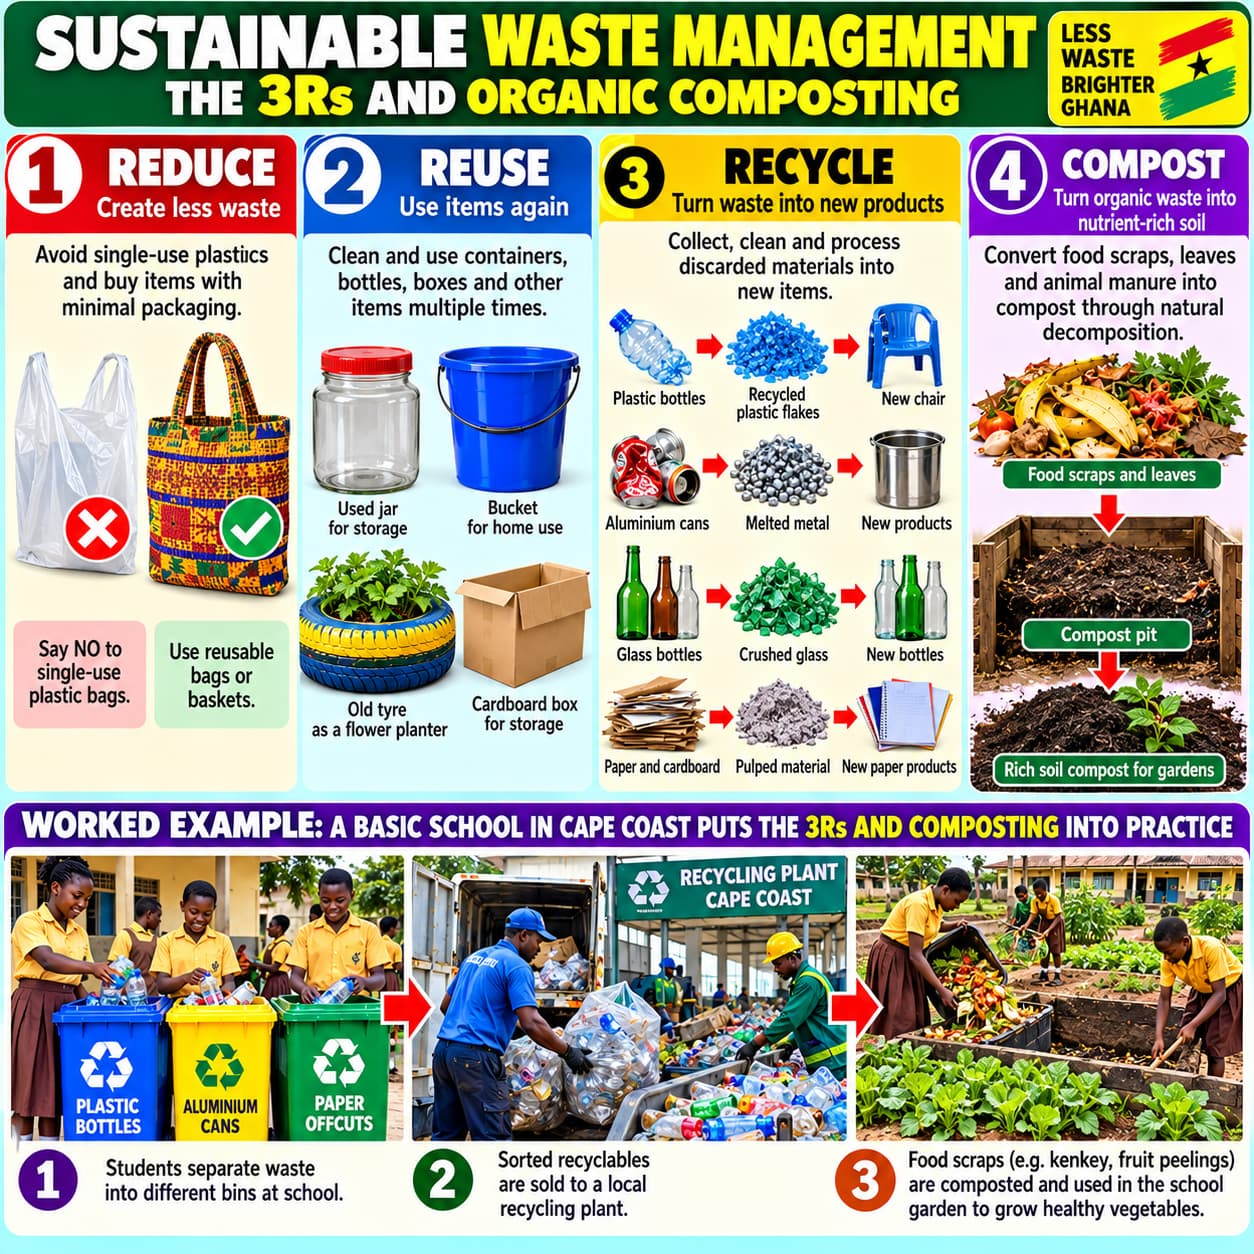 SUSTAINABLE WASTE MANAGEMENT
THE 3Rs AND ORGANIC COMPOSTING
LESS
WASTE
BRIGHTER
GHANA
1 REDUCE
Create less waste
Avoid single-use plastics
and buy items with
minimal packaging.
Say NO to
single-use
plastic bags.
Use reusable
bags or
baskets.
2 REUSE
Use items again
Clean and use containers,
bottles, boxes and other
items multiple times.
Used jar
for storage
Bucket
for home use
Old tyre
as a flower planter
Cardboard box
for storage
3 RECYCLE
Turn waste into new products
Collect, clean and process
discarded materials into
new items.
Plastic bottles
Recycled
plastic flakes
New chair
Aluminium cans
Melted metal
New products
Glass bottles
Crushed glass
New bottles
Paper and cardboard
Pulped material
New paper products
4 COMPOST
Turn organic waste into
nutrient-rich soil
Convert food scraps, leaves
and animal manure into
compost through natural
decomposition.
Food scraps and leaves
Compost pit
Rich soil compost for gardens
WORKED EXAMPLE: A BASIC SCHOOL IN CAPE COAST PUTS THE 3Rs AND COMPOSTING INTO PRACTICE
PLASTIC
BOTTLES
ALUMINIUM
CANS
PAPER
OFFCUTS
RECYCLING PLANT
CAPE COAST
1
Students separate waste
into different bins at school.
2
Sorted recyclables
are sold to a local
recycling plant.
3
Food scraps (e.g. kenkey, fruit peelings)
are composted and used in the school
garden to grow healthy vegetables.